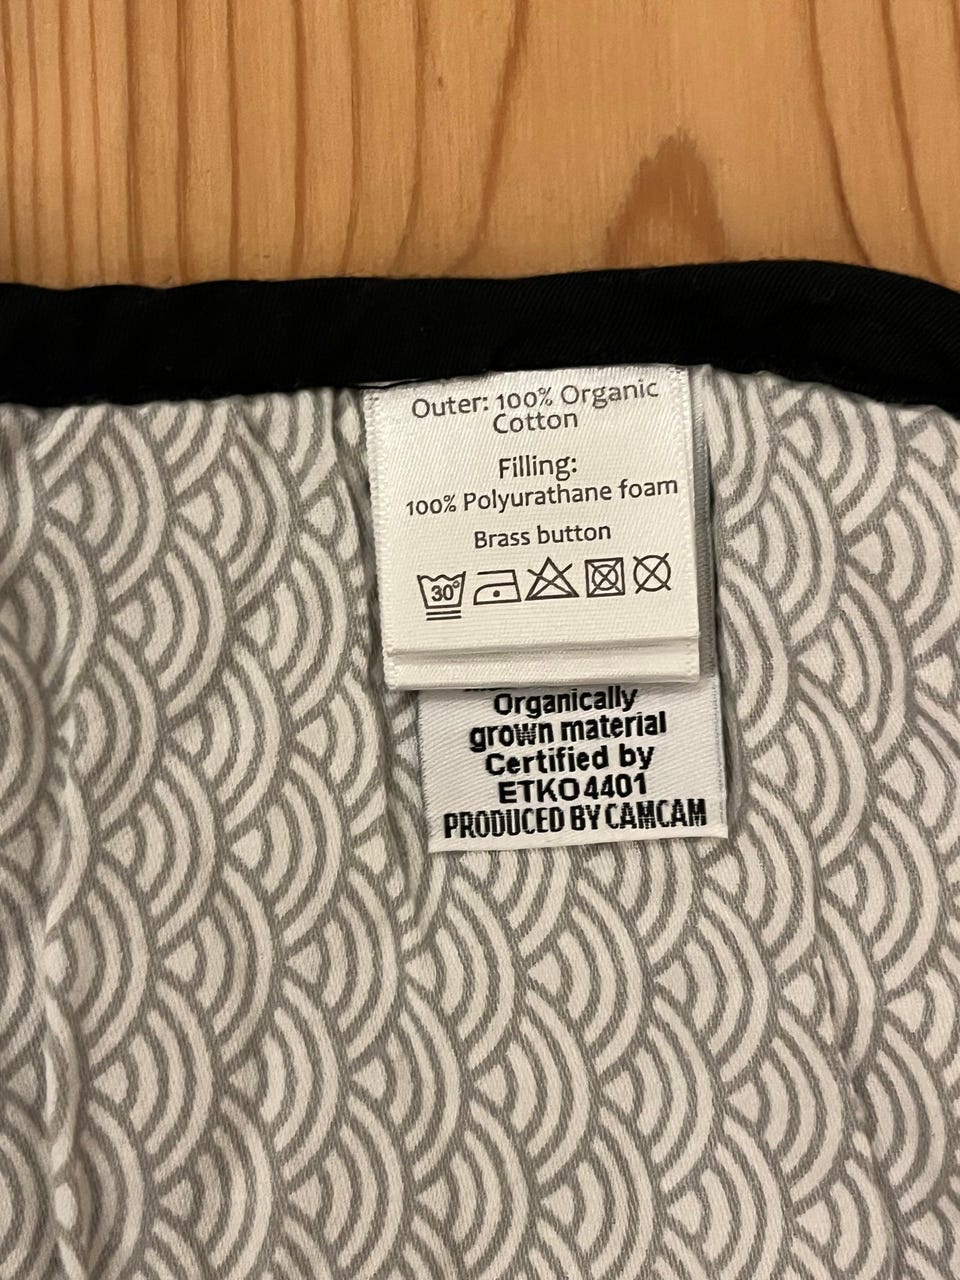 Outer: 100% Organic
Cotton
Filling:
100% Polyurathane foam
Brass button
30°
Organically
grown material
Certified by
ETKO4401
PRODUCED BY CAMCAM